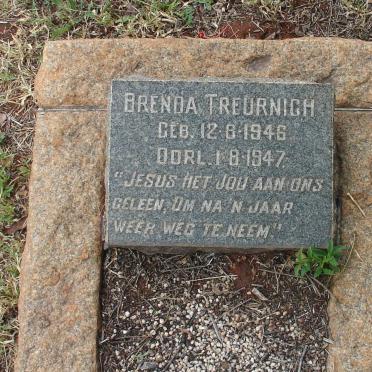 BRENDA TREURNICH
GEB. 12.8.1946
OORL. 1.8.1947
"JESUS HET JOU AAN ONS
GELEEN, OM NA 'N JAAR
WEER WEG TE NEEM"